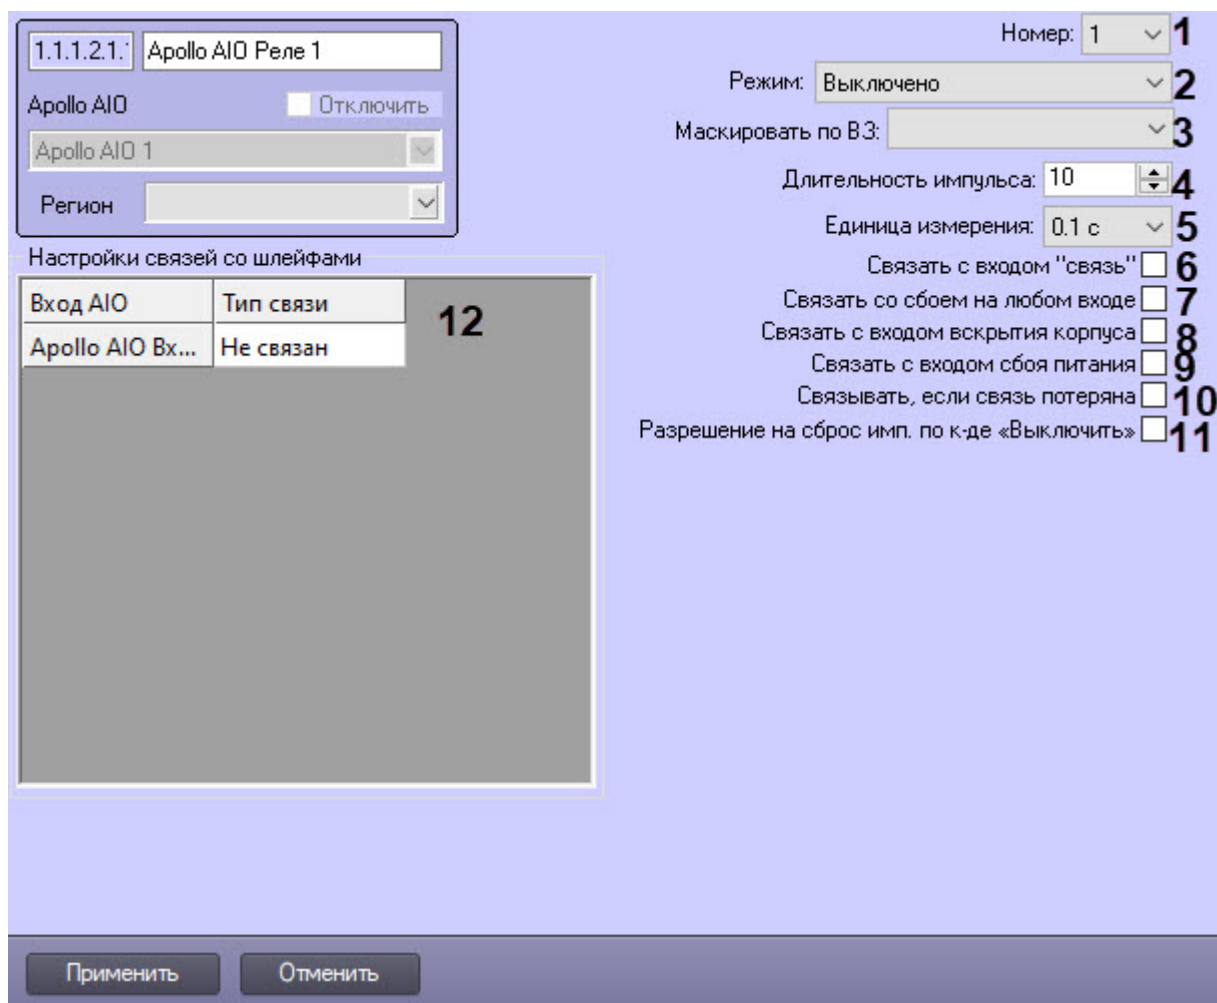 1.1.1.2.1. Apollo AIO Реле 1
Apollo AIO Отключить
Apollo AIO 1
Регион
Номер: 1 1
Режим: Выключено 2
Маскировать по ВЗ: 3
Длительность импульса: 10 4
Единица измерения: 0.1 с 5
Связать с входом "связь" 6
Связать со сбоем на любом входе 7
Связать с входом вскрытия корпуса 8
Связать с входом сбоя питания 9
Связывать, если связь потеряна 10
Разрешение на сброс имп. по к-де «Выключить» 11
Настройки связей со шлейфами
Вход AIO Тип связи
Apollo AIO Вх... Не связан
12
Применить Отменить